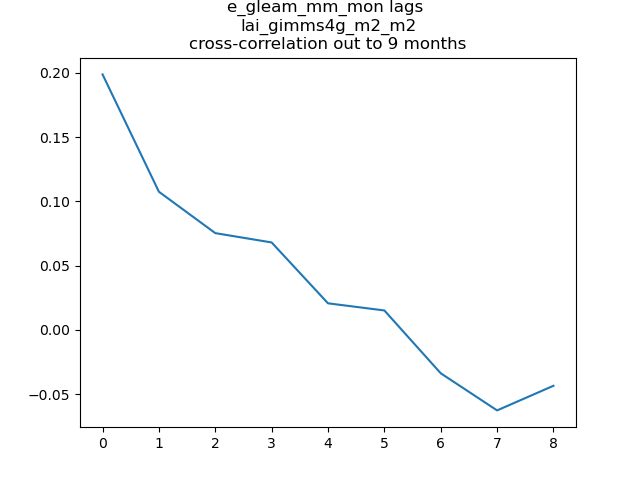 e_gleam_mm_mon lags
lai_gimms4g_m2_m2
cross-correlation out to 9 months
0.20
0.15
0.10
0.05
0.00
−0.05
0 1 2 3 4 5 6 7 8